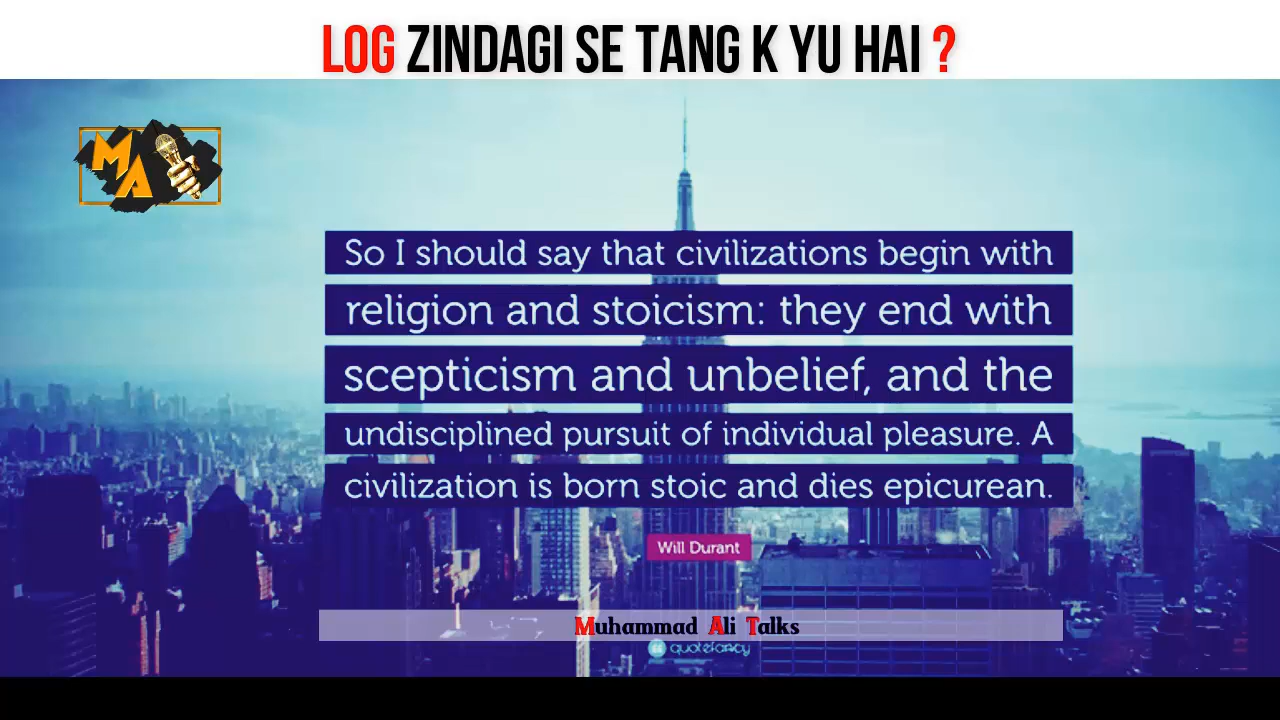 LOG ZINDAGI SE TANG K YU HAI ?
MA
So I should say that civilizations begin with
religion and stoicism: they end with
scepticism and unbelief, and the
undisciplined pursuit of individual pleasure. A
civilization is born stoic and dies epicurean.
Will Durant
Muhammad Ali Talks
quotefancy